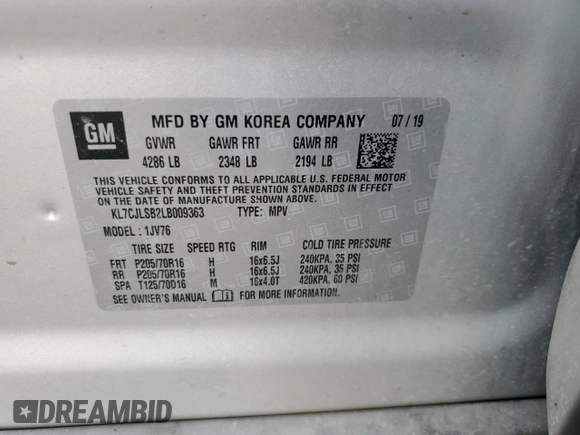 GM
MFD BY GM KOREA COMPANY 07 / 19
GVWR GAWR FRT GAWR RR
4286 LB 2348 LB 2194 LB
THIS VEHICLE CONFORMS TO ALL APPLICABLE U.S. FEDERAL MOTOR
VEHICLE SAFETY AND THEFT PREVENTION STANDARDS IN EFFECT
ON THE DATE OF MANUFACTURE SHOWN ABOVE.
KL7CJLSB2LB009363 TYPE: MPV
MODEL : 1JV76
TIRE SIZE SPEED RTG RIM COLD TIRE PRESSURE
FRT P205/70R16 H 16x6.5J 240KPA, 35 PSI
RR P205/70R16 H 16x6.5J 240KPA, 35 PSI
SPA T125/70D16 M 16x4.0T 420KPA, 60 PSI
SEE OWNER'S MANUAL FOR MORE INFORMATION.
DREAMBID